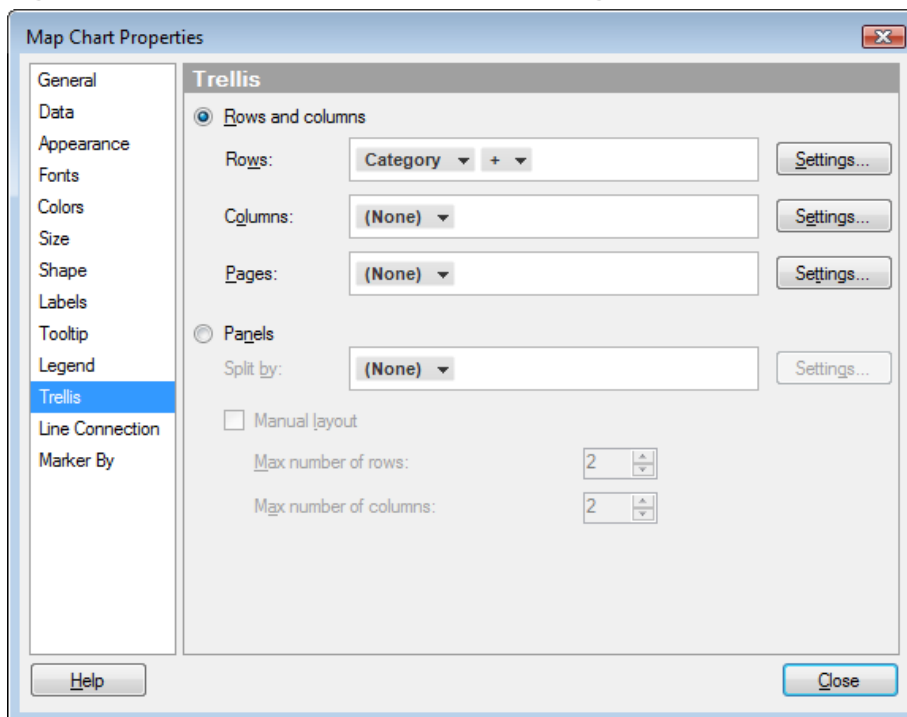 Map Chart Properties
General
Data
Appearance
Fonts
Colors
Size
Shape
Labels
Tooltip
Legend
Trellis
Line Connection
Marker By
Trellis
Rows and columns
Rows: Category + Settings...
Columns: (None) Settings...
Pages: (None) Settings...
Panels
Split by: (None) Settings...
Manual layout
Max number of rows: 2
Max number of columns: 2
Help
Close